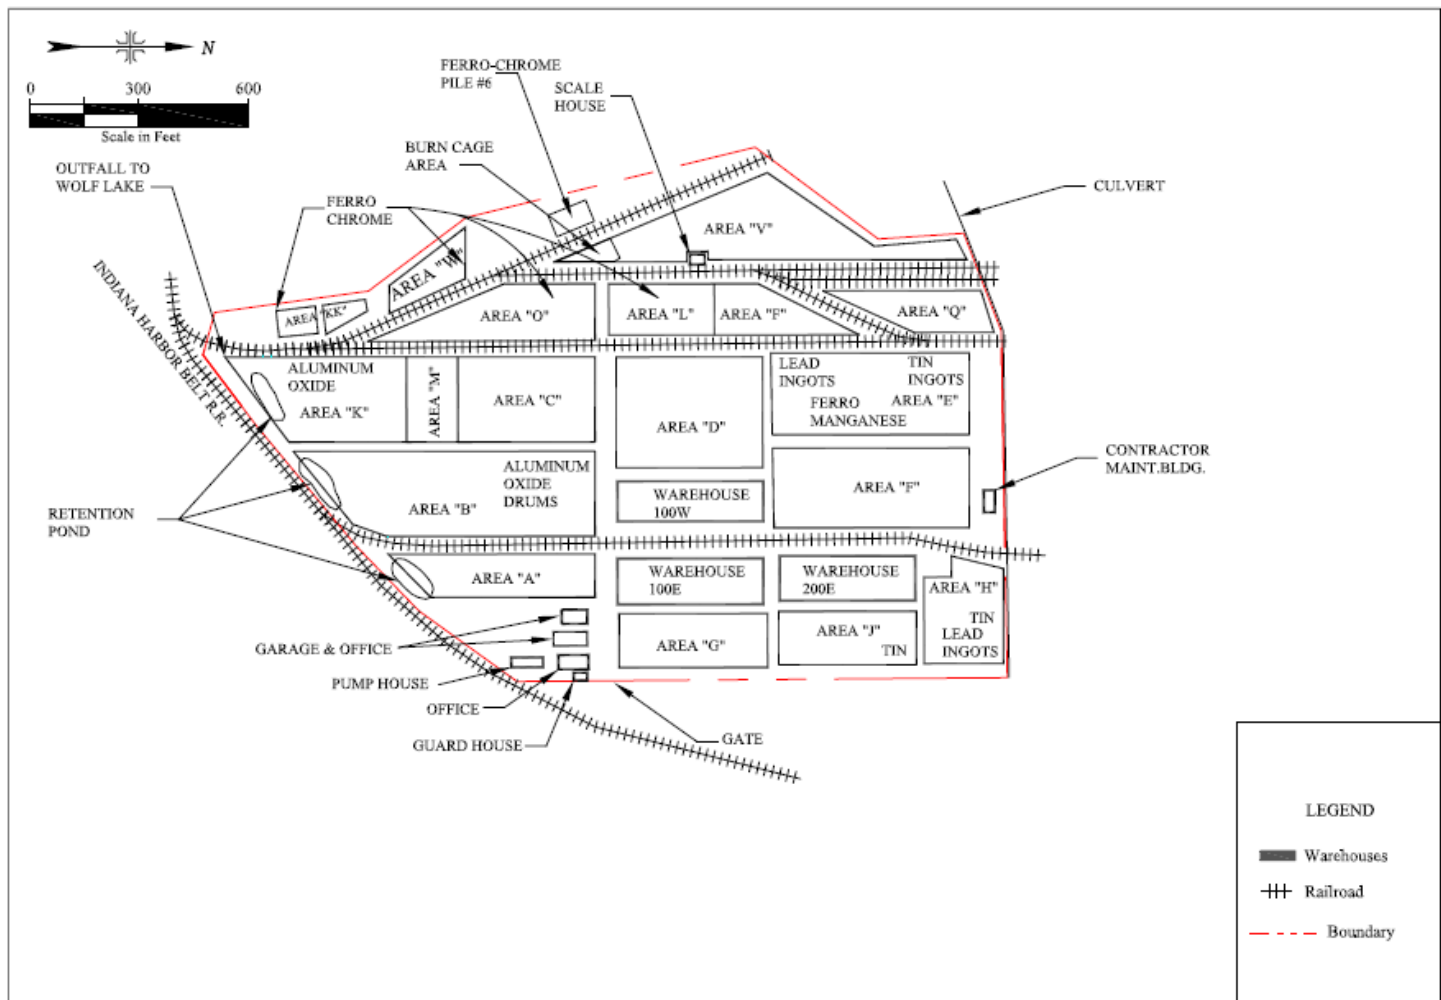 N
0 300 600
Scale in Feet
FERRO-CHROME
PILE #6
SCALE
HOUSE
BURN CAGE
AREA
OUTFALL TO
WOLF LAKE
FERRO
CHROME
CULVERT
AREA "V"
AREA "W"
AREA "KK"
AREA "O"
AREA "L"
AREA "P"
AREA "Q"
INDIANA HARBOR BELT R.R.
ALUMINUM
OXIDE
AREA "K"
AREA "M"
AREA "C"
AREA "D"
LEAD
INGOTS
TIN
INGOTS
FERRO
MANGANESE
AREA "E"
CONTRACTOR
MAINT.BLDG.
RETENTION
POND
ALUMINUM
OXIDE
DRUMS
AREA "B"
WAREHOUSE
100W
AREA "F"
AREA "A"
WAREHOUSE
100E
WAREHOUSE
200E
AREA "H"
TIN
LEAD
INGOTS
AREA "G"
AREA "J"
TIN
GARAGE & OFFICE
PUMP HOUSE
OFFICE
GUARD HOUSE
GATE
LEGEND
Warehouses
Railroad
Boundary